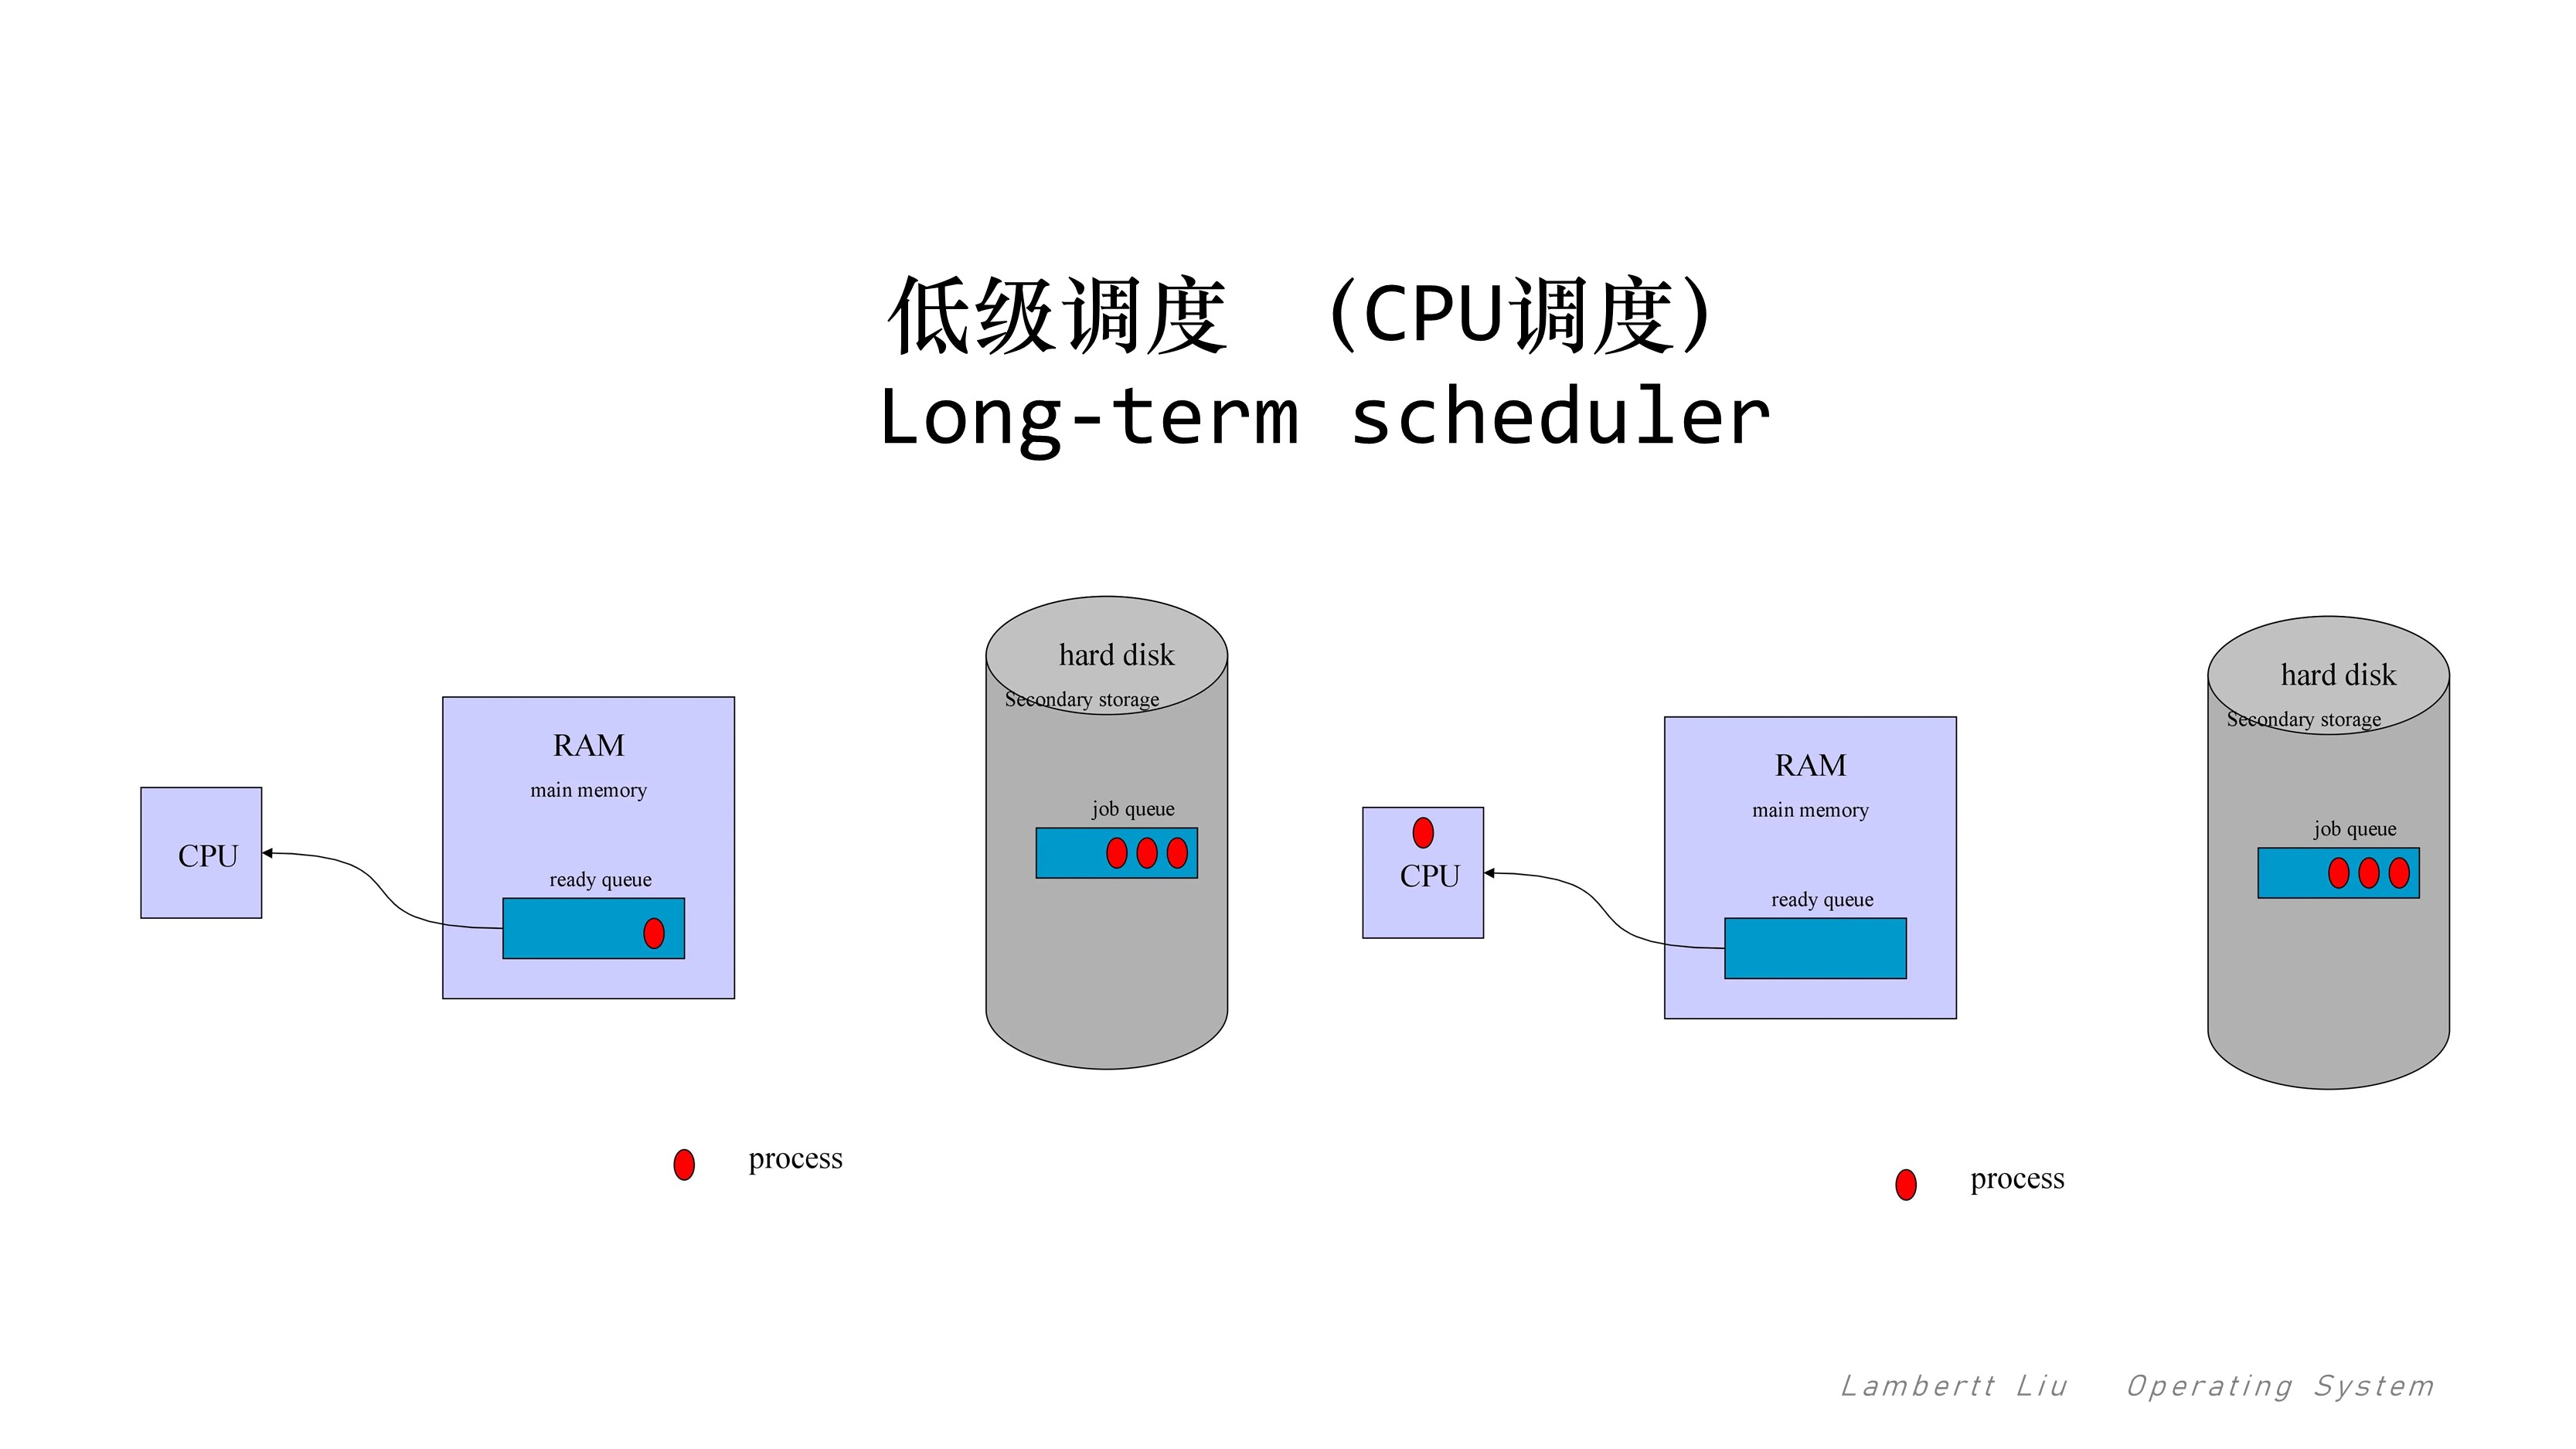 低级调度 （CPU调度）
Long-term scheduler
hard disk
Secondary storage
RAM
main memory
job queue
CPU
ready queue
process
hard disk
Secondary storage
RAM
main memory
job queue
CPU
ready queue
process
Lambertt Liu Operating System